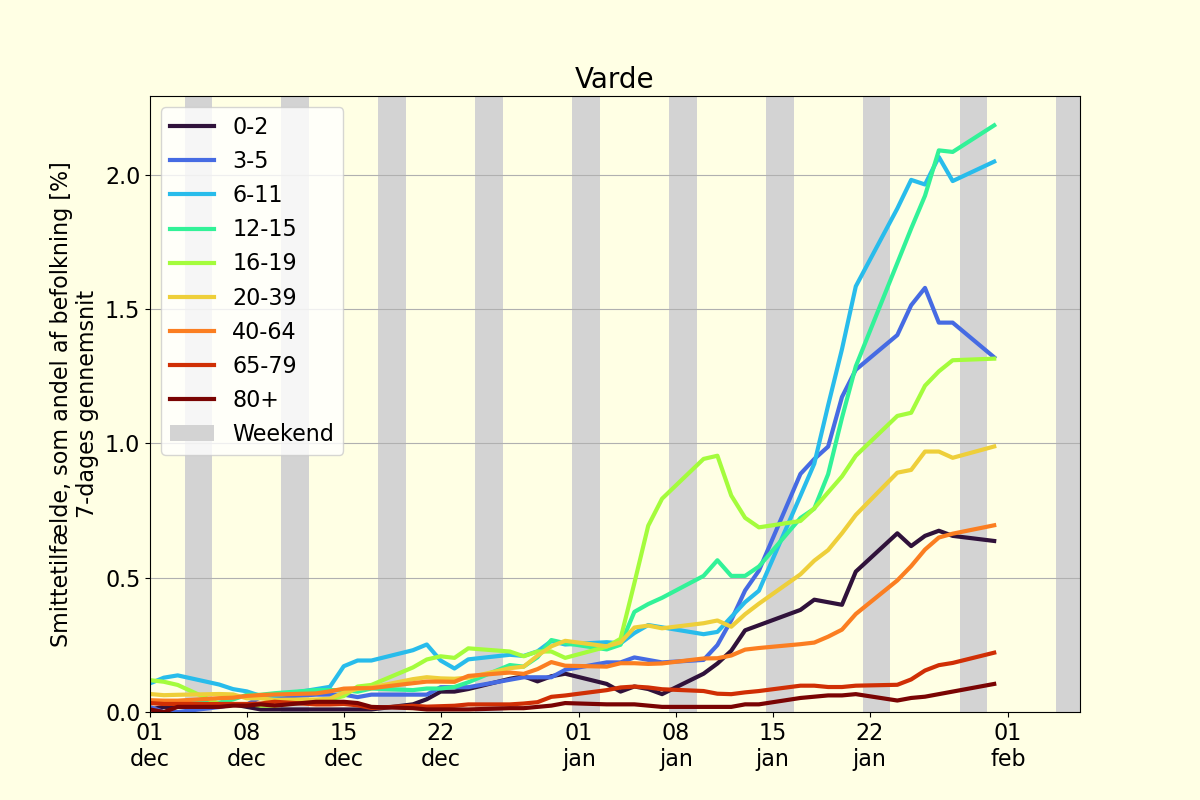 Varde
Smittetilfælde, som andel af befolkning [%]
7-dages gennemsnit
2.0
1.5
1.0
0.5
0.0
0-2
3-5
6-11
12-15
16-19
20-39
40-64
65-79
80+
Weekend
01 08 15 22 01 08 15 22 01
dec dec dec dec jan jan jan jan feb